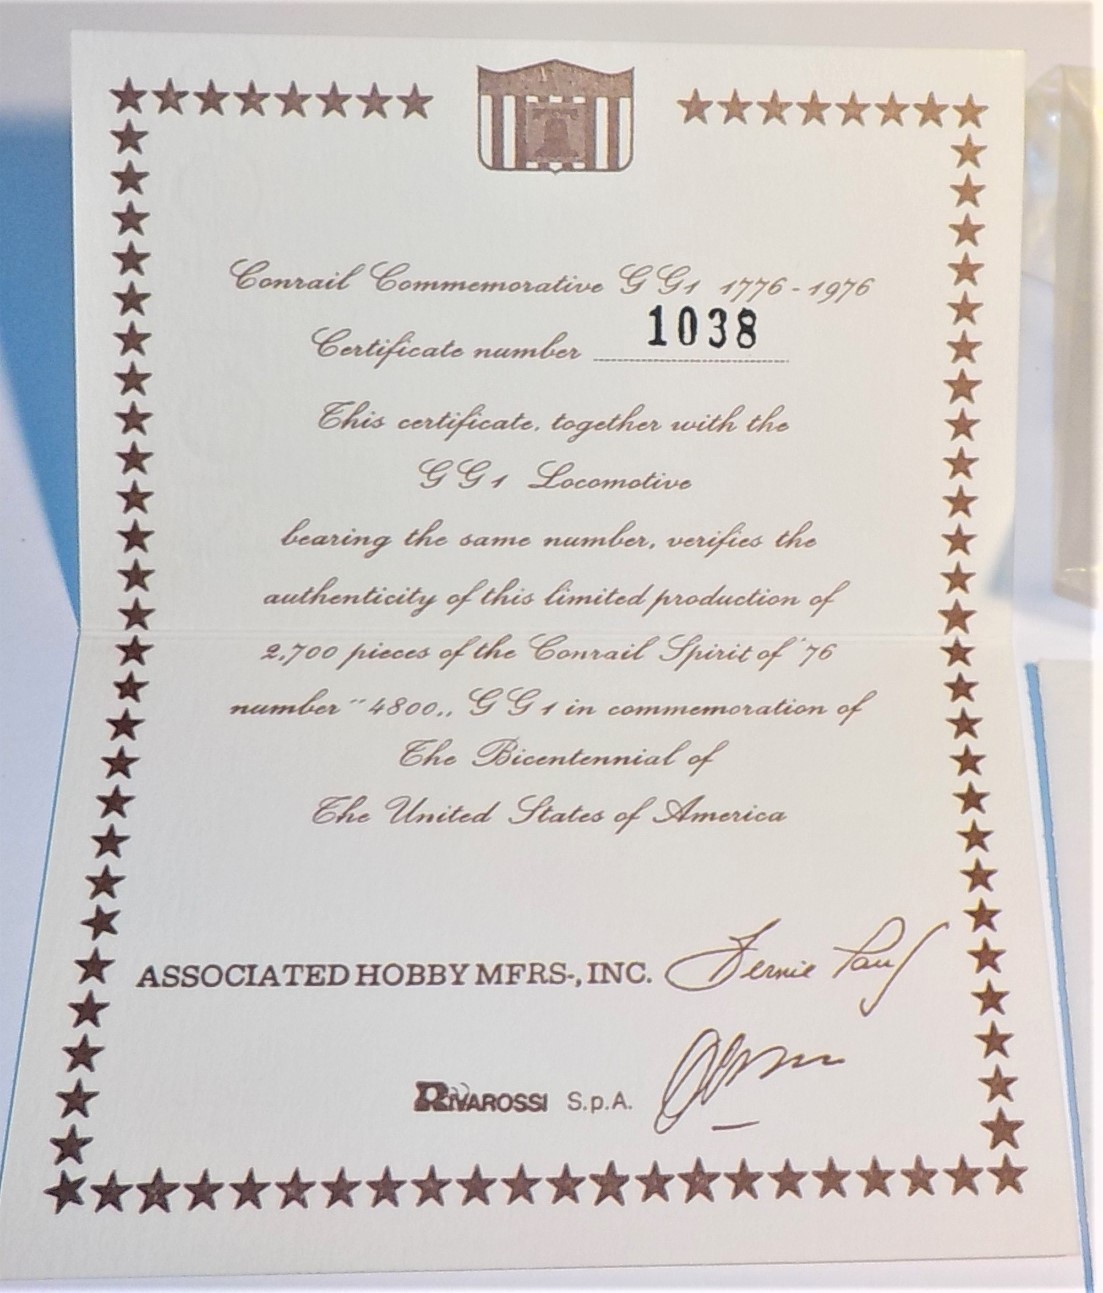 Conrail Commemorative GG1 1776-1976
Certificate number 1038
This certificate, together with the
GG1 Locomotive
bearing the same number, verifies the
authenticity of this limited production of
2,700 pieces of the Conrail Spirit of '76
number "4800,, GG1 in commemoration of
The Bicentennial of
The United States of America
ASSOCIATED HOBBY MFRS-, INC. Bernie Paul
RIVAROSSI S.p.A.